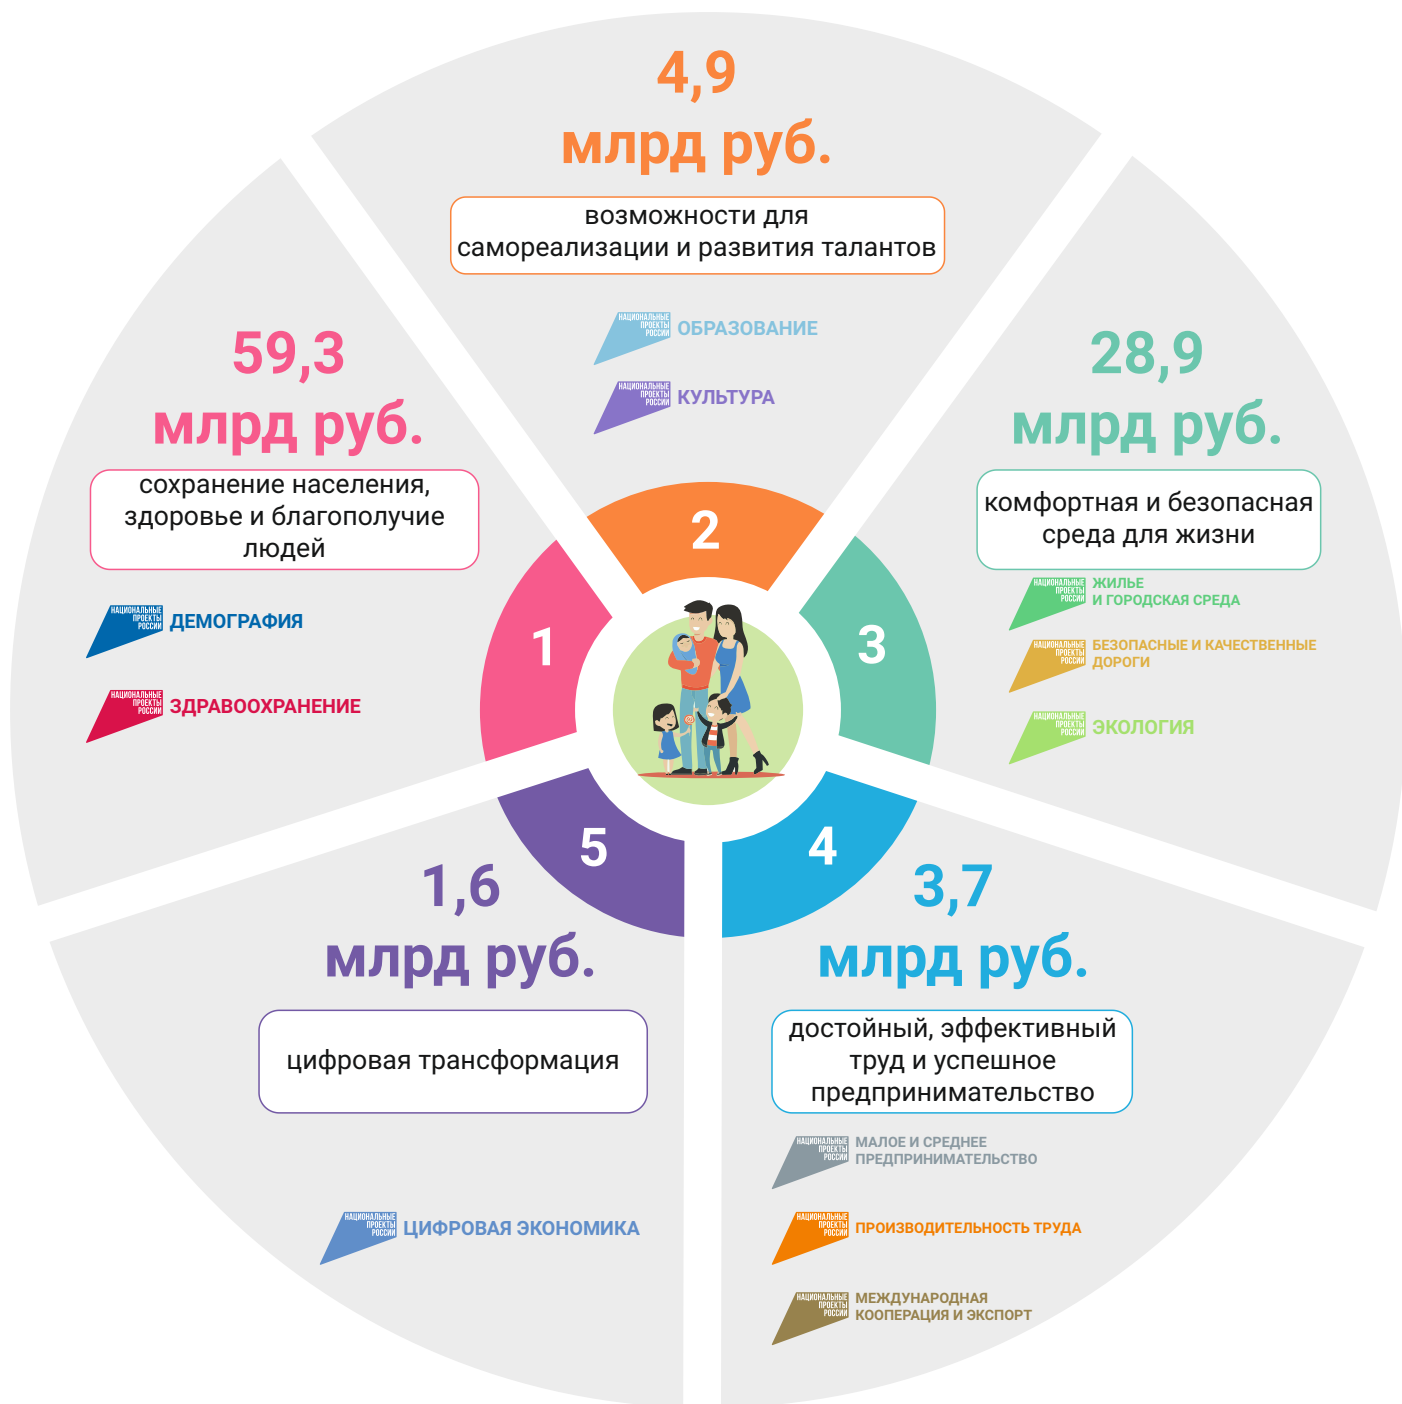 59,3
млрд руб.
сохранение населения,
здоровье и благополучие
людей
НАЦИОНАЛЬНЫЕ
ПРОЕКТЫ
РОССИИ
ДЕМОГРАФИЯ
НАЦИОНАЛЬНЫЕ
ПРОЕКТЫ
РОССИИ
ЗДРАВООХРАНЕНИЕ
1
4,9
млрд руб.
возможности для
самореализации и развития талантов
НАЦИОНАЛЬНЫЕ
ПРОЕКТЫ
РОССИИ
ОБРАЗОВАНИЕ
НАЦИОНАЛЬНЫЕ
ПРОЕКТЫ
РОССИИ
КУЛЬТУРА
2
28,9
млрд руб.
комфортная и безопасная
среда для жизни
НАЦИОНАЛЬНЫЕ
ПРОЕКТЫ
РОССИИ
ЖИЛЬЕ
И ГОРОДСКАЯ СРЕДА
НАЦИОНАЛЬНЫЕ
ПРОЕКТЫ
РОССИИ
БЕЗОПАСНЫЕ И КАЧЕСТВЕННЫЕ
ДОРОГИ
НАЦИОНАЛЬНЫЕ
ПРОЕКТЫ
РОССИИ
ЭКОЛОГИЯ
3
4
3,7
млрд руб.
достойный, эффективный
труд и успешное
предпринимательство
НАЦИОНАЛЬНЫЕ
ПРОЕКТЫ
РОССИИ
МАЛОЕ И СРЕДНЕЕ
ПРЕДПРИНИМАТЕЛЬСТВО
НАЦИОНАЛЬНЫЕ
ПРОЕКТЫ
РОССИИ
ПРОИЗВОДИТЕЛЬНОСТЬ ТРУДА
НАЦИОНАЛЬНЫЕ
ПРОЕКТЫ
РОССИИ
МЕЖДУНАРОДНАЯ
КООПЕРАЦИЯ И ЭКСПОРТ
5
1,6
млрд руб.
цифровая трансформация
НАЦИОНАЛЬНЫЕ
ПРОЕКТЫ
РОССИИ
ЦИФРОВАЯ ЭКОНОМИКА